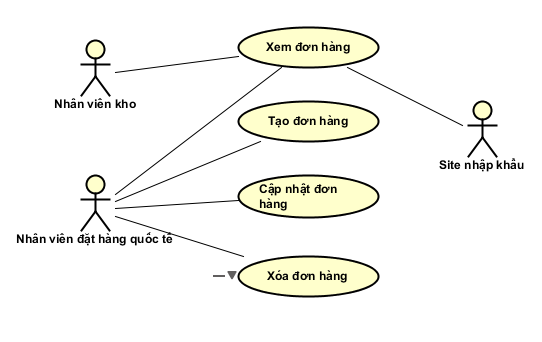 Xem đơn hàng
Nhân viên kho
Tạo đơn hàng
Site nhập khẩu
Cập nhật đơn
hàng
Nhân viên đặt hàng quốc tế
Xóa đơn hàng